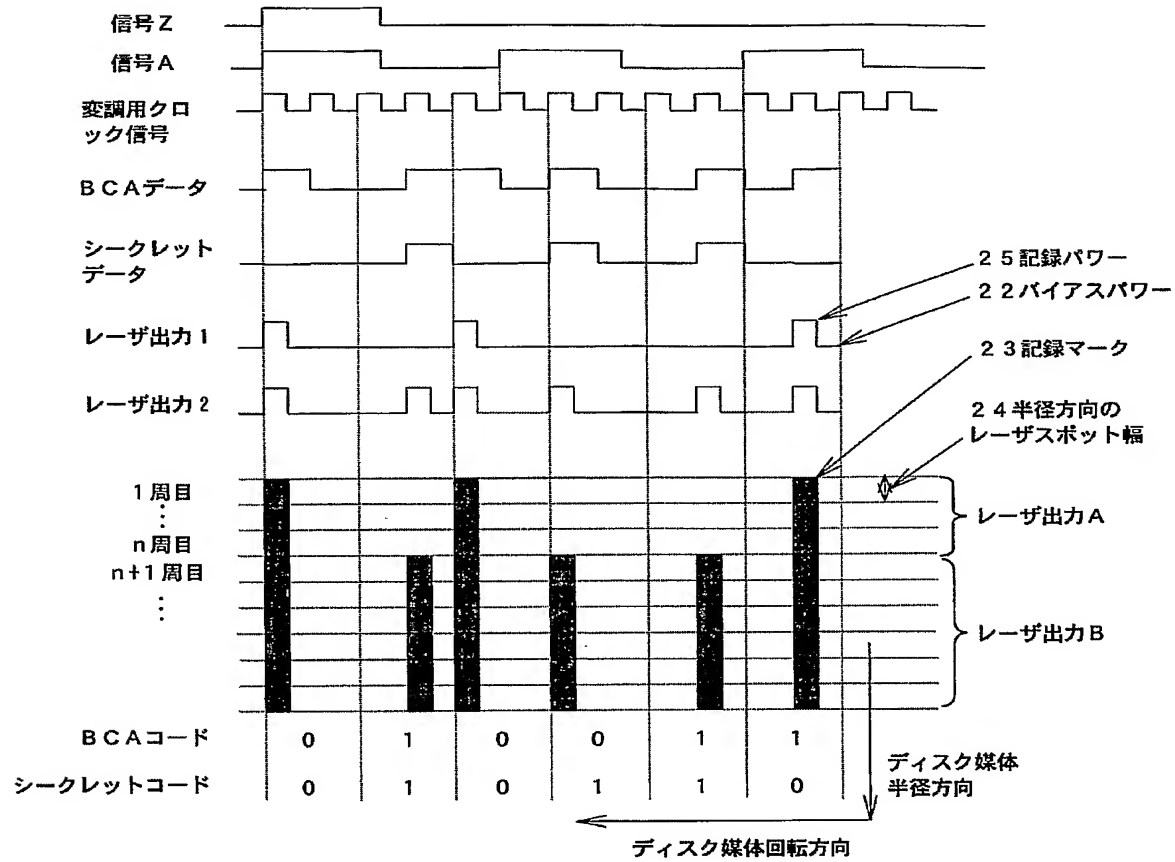 信号Z
信号A
変調用クロ
ック信号
BCAデータ
シークレット
データ
25記録パワー
22バイアスパワー
レーザ出力1
23記録マーク
レーザ出力2
24半径方向の
レーザスポット幅
1周目
⋮
n周目
レーザ出力A
n+1周目
⋮
レーザ出力B
BCAコード 0 1 0 0 1 1
シークレットコード 0 1 0 1 1 0
ディスク媒体
半径方向
ディスク媒体回転方向